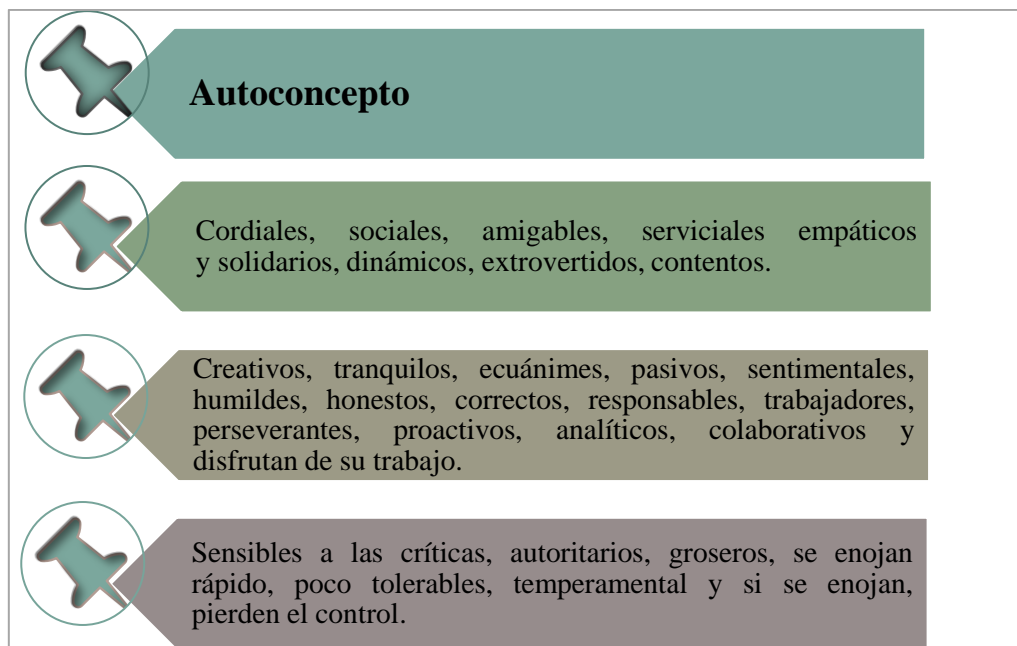 Autoconcepto
Cordiales, sociales, amigables, serviciales empáticos
y solidarios, dinámicos, extrovertidos, contentos.
Creativos, tranquilos, ecuánimes, pasivos, sentimentales,
humildes, honestos, correctos, responsables, trabajadores,
perseverantes, proactivos, analíticos, colaborativos y
disfrutan de su trabajo.
Sensibles a las críticas, autoritarios, groseros, se enojan
rápido, poco tolerables, temperamental y si se enojan,
pierden el control.